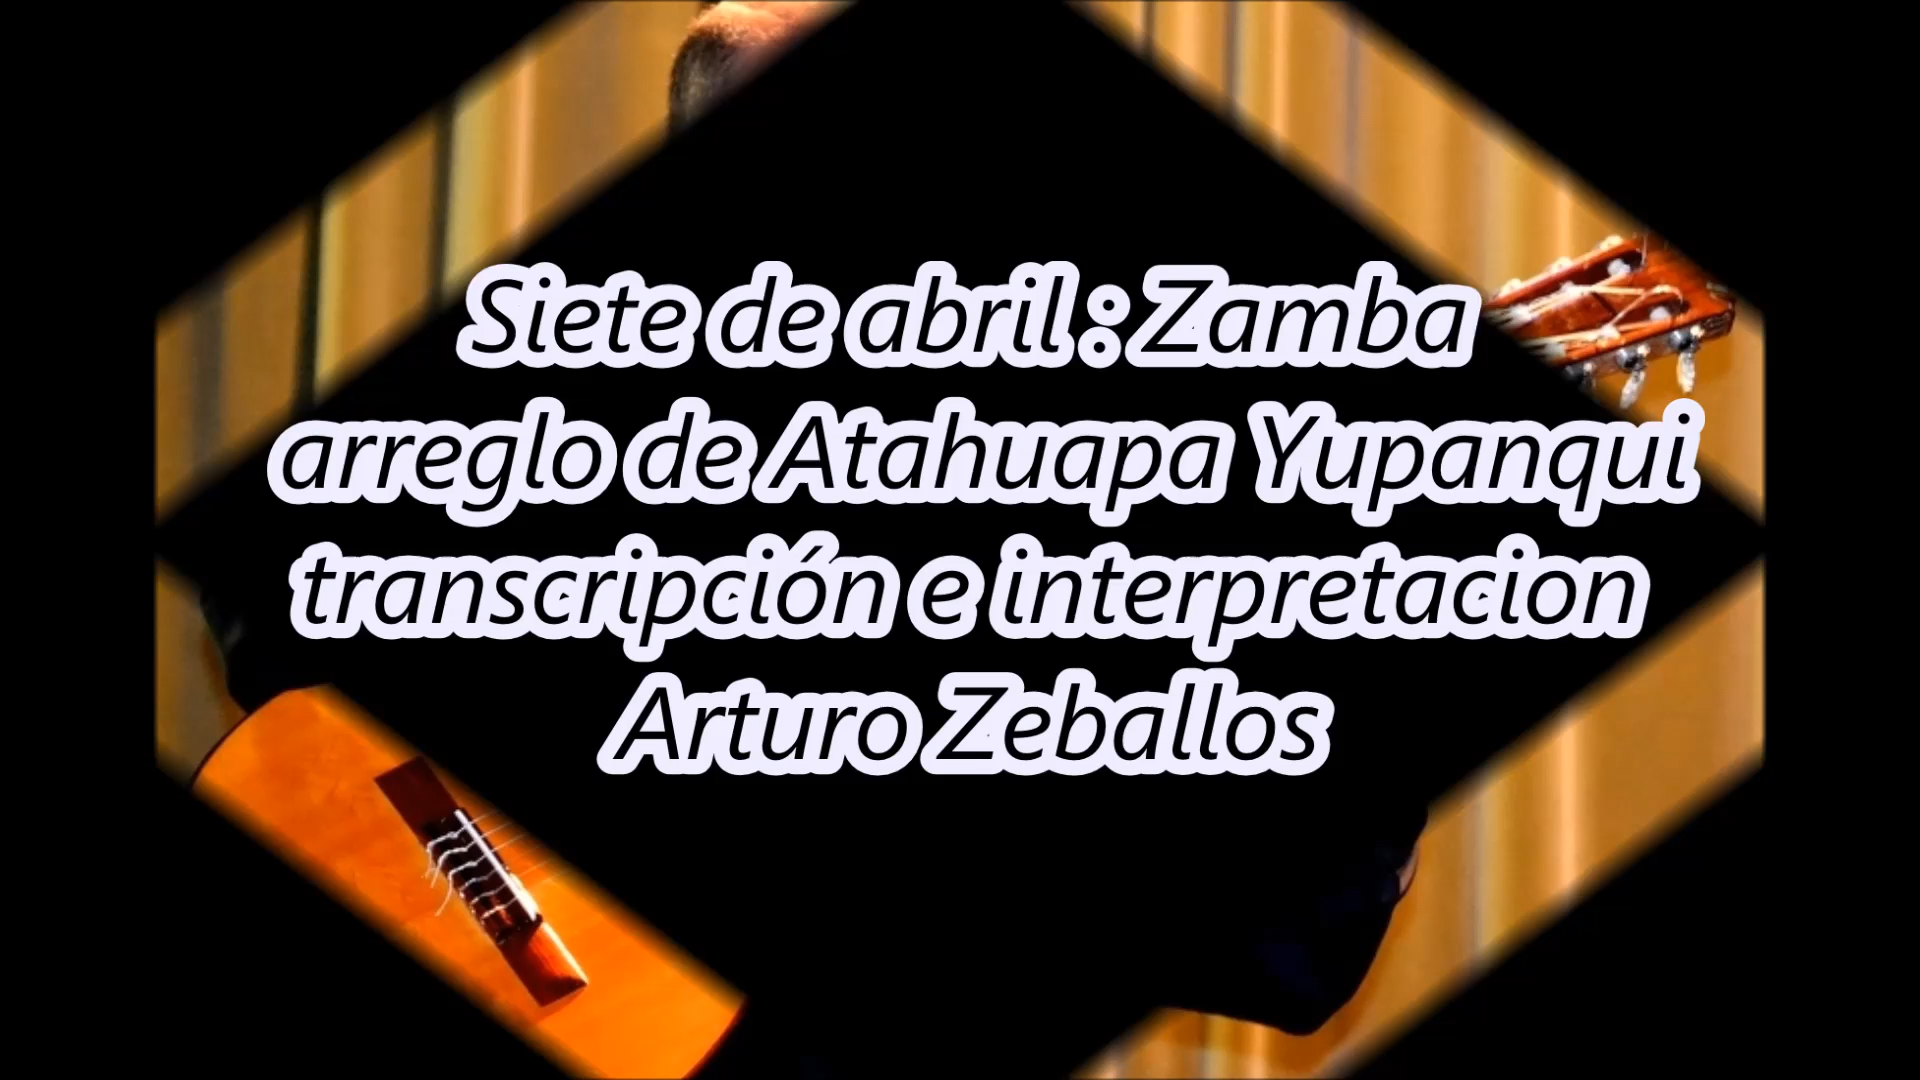 Siete de abril : Zamba
arreglo de Atahuapa Yupanqui
transcripción e interpretacion
Arturo Zeballos